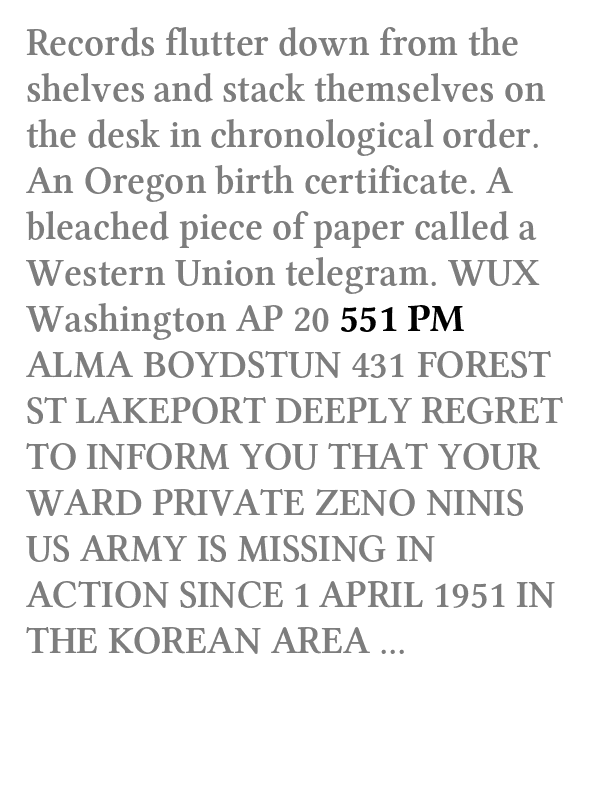 Records flutter down from the
shelves and stack themselves on
the desk in chronological order.
An Oregon birth certificate. A
bleached piece of paper called a
Western Union telegram. WUX
Washington AP 20 551 PM
ALMA BOYDSTUN 431 FOREST
ST LAKEPORT DEEPLY REGRET
TO INFORM YOU THAT YOUR
WARD PRIVATE ZENO NINIS
US ARMY IS MISSING IN
ACTION SINCE 1 APRIL 1951 IN
THE KOREAN AREA ...